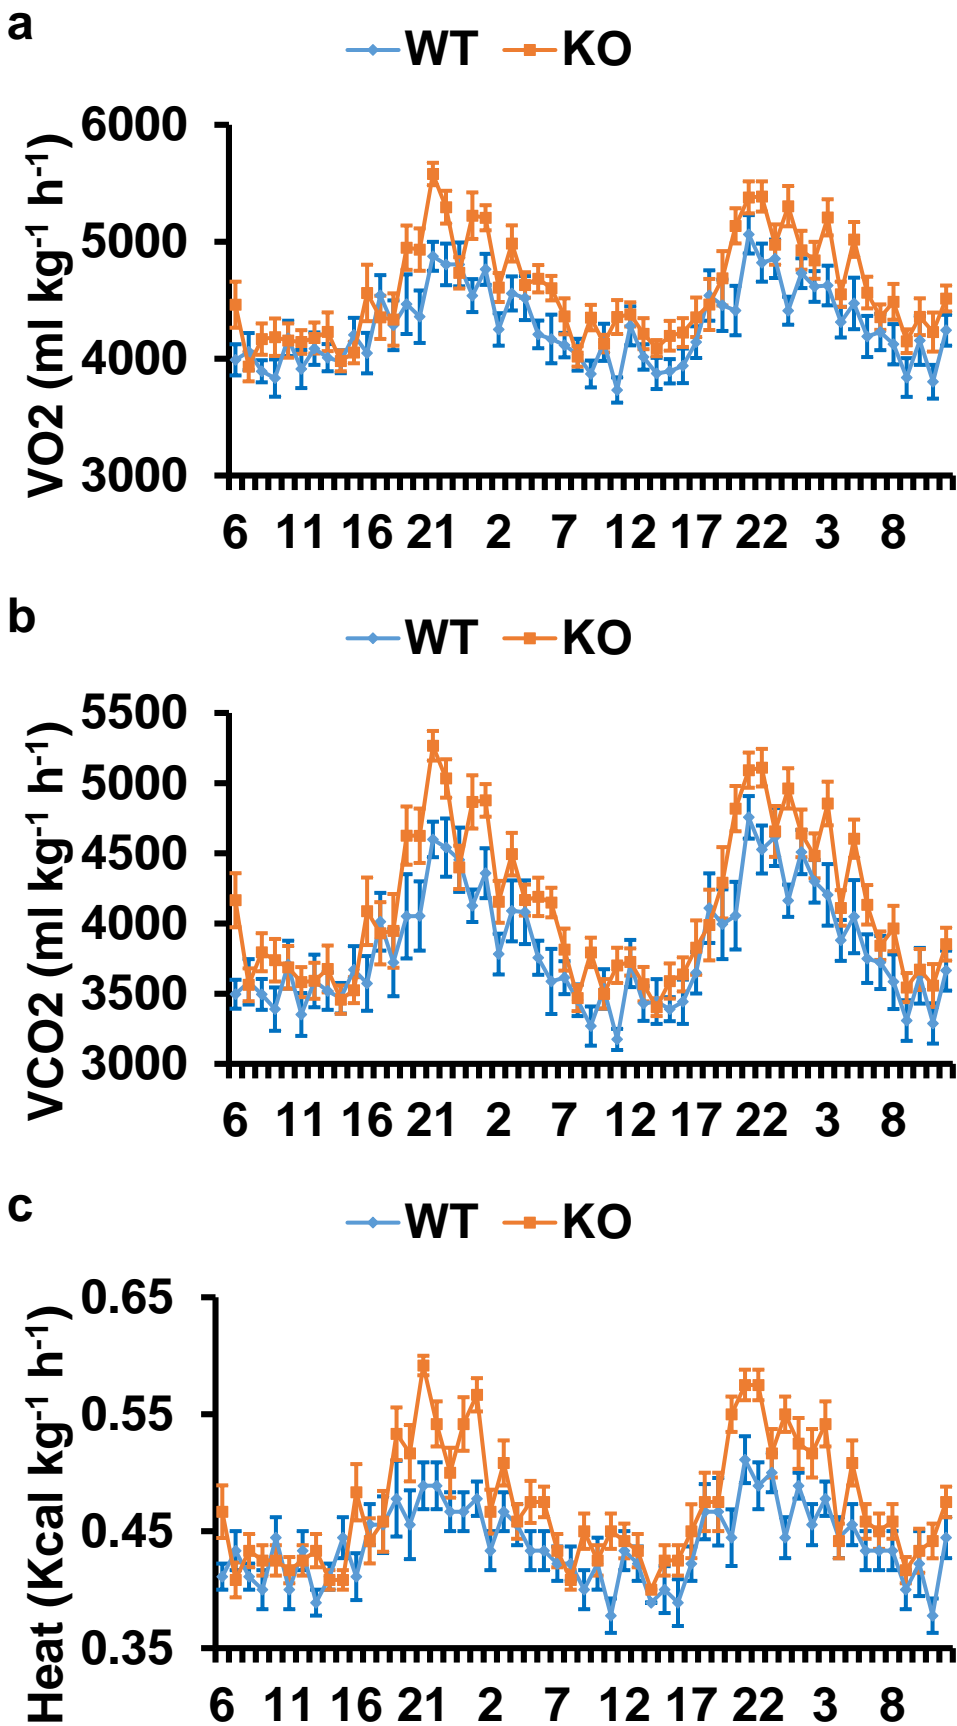 a
WT KO
VO2 (ml kg-1 h-1)
6000
5000
4000
3000
6 11 16 21 2 7 12 17 22 3 8
b
WT KO
VCO2 (ml kg-1 h-1)
5500
5000
4500
4000
3500
3000
6 11 16 21 2 7 12 17 22 3 8
c
WT KO
Heat (Kcal kg-1 h-1)
0.65
0.55
0.45
0.35
6 11 16 21 2 7 12 17 22 3 8